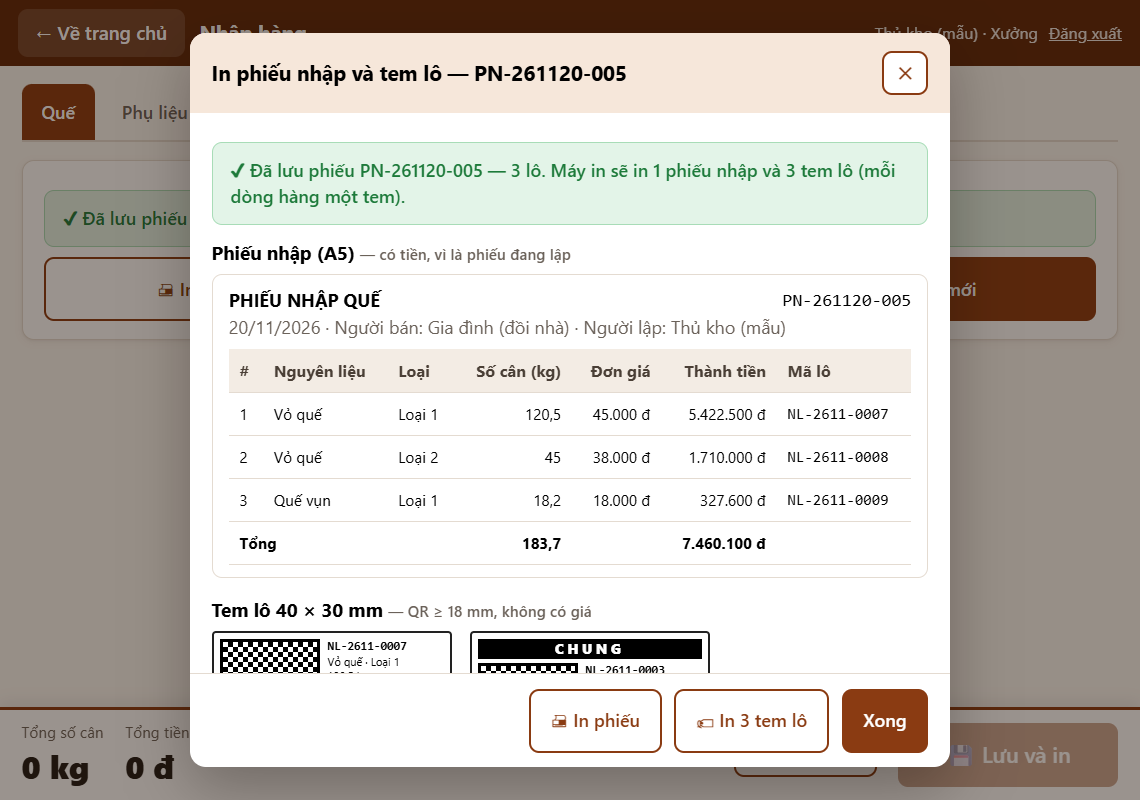 ← Về trang chủ
Nhận hàng
Thủ kho (mẫu) · Xưởng
Đăng xuất
Quế
Phụ liệu
In phiếu nhập và tem lô — PN-261120-005
×
✓ Đã lưu phiếu PN-261120-005 — 3 lô. Máy in sẽ in 1 phiếu nhập và 3 tem lô (mỗi
dòng hàng một tem).
✓ Đã lưu phiếu
In
mới
Phiếu nhập (A5) — có tiền, vì là phiếu đang lập
PHIẾU NHẬP QUẾ PN-261120-005
20/11/2026 · Người bán: Gia đình (đồi nhà) · Người lập: Thủ kho (mẫu)
# Nguyên liệu Loại Số cân (kg) Đơn giá Thành tiền Mã lô
1 Vỏ quế Loại 1 120,5 45.000 đ 5.422.500 đ NL-2611-0007
2 Vỏ quế Loại 2 45 38.000 đ 1.710.000 đ NL-2611-0008
3 Quế vụn Loại 1 18,2 18.000 đ 327.600 đ NL-2611-0009
Tổng 183,7 7.460.100 đ
Tem lô 40 × 30 mm — QR ≥ 18 mm, không có giá
NL-2611-0007
Vỏ quế · Loại 1
CHUNG
NL-2611-0003
In phiếu
In 3 tem lô
Xong
Tổng số cân
0 kg
Tổng tiền
0 đ
Lưu và in